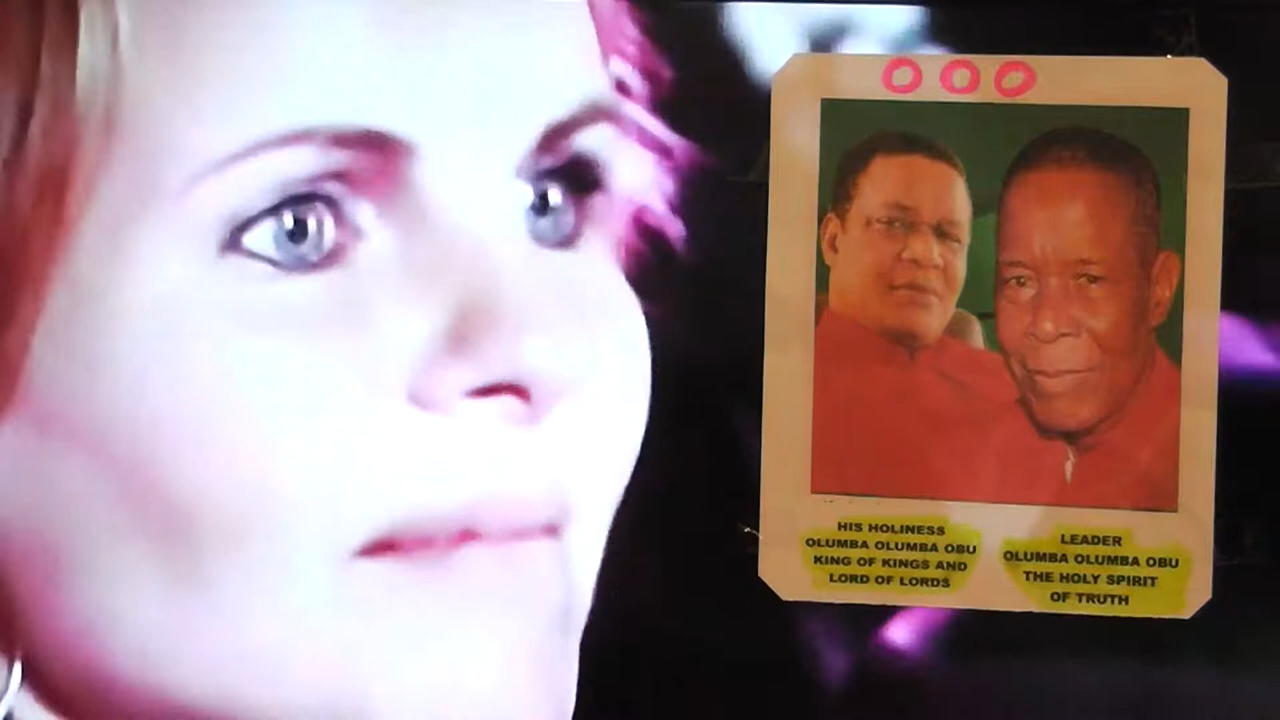 O O O
HIS HOLINESS
OLUMBA OLUMBA OBU
KING OF KINGS AND
LORD OF LORDS
LEADER
OLUMBA OLUMBA OBU
THE HOLY SPIRIT
OF TRUTH